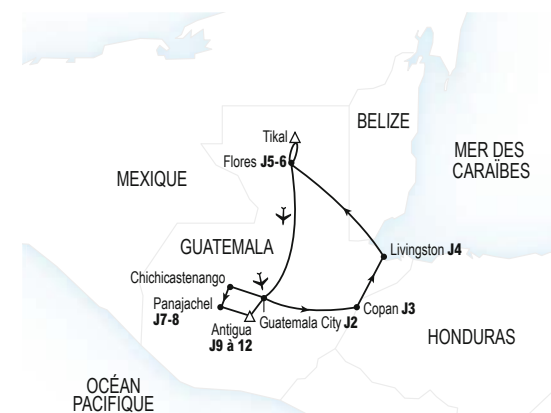 BELIZE
Tikal
Flores J5-6
MER DES
CARAÏBES
MEXIQUE
GUATEMALA
Livingston J4
Chichicastenango
Panajachel
J7-8
Antigua
J9 à 12
Guatemala City J2
Copan J3
HONDURAS
OCÉAN
PACIFIQUE